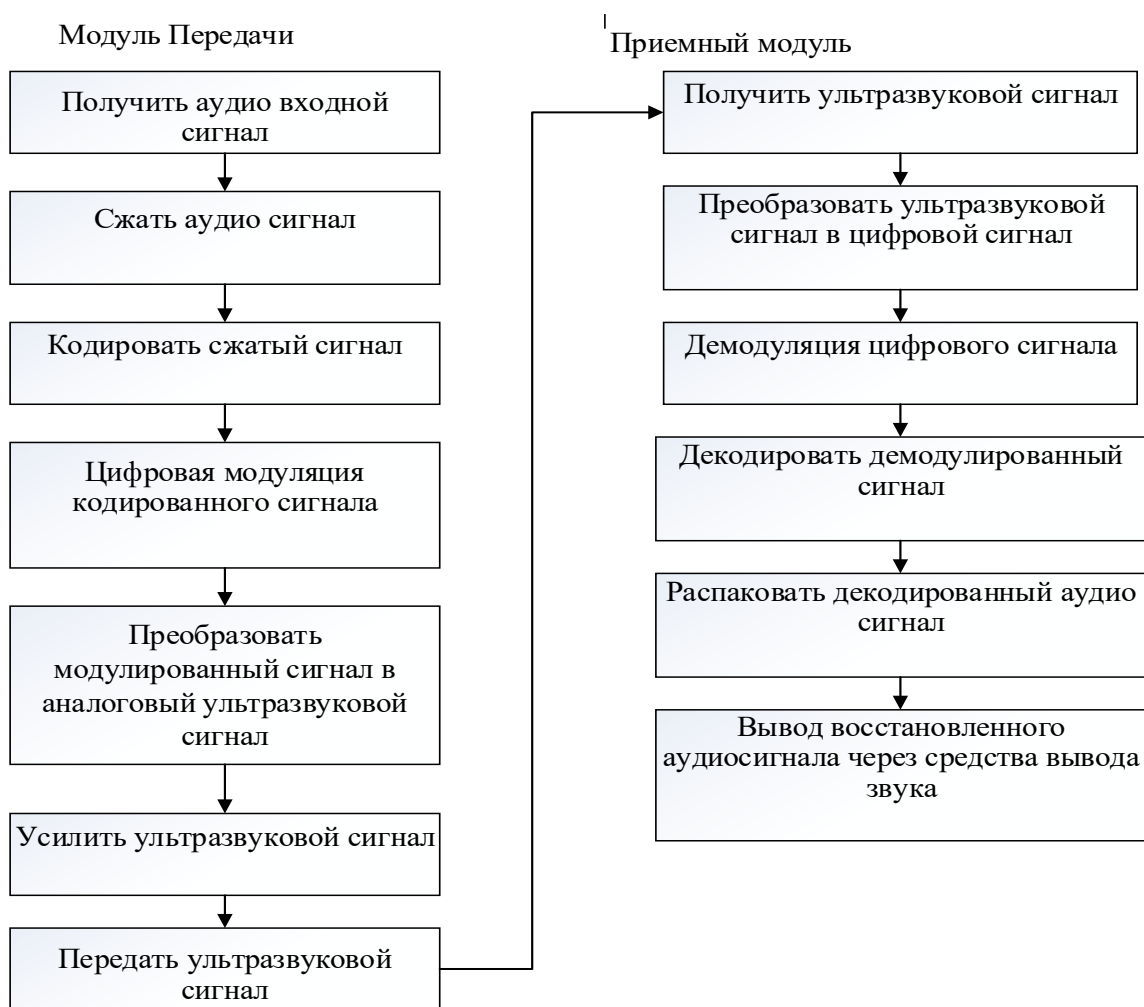 Модуль Передачи
Получить аудио входной
сигнал
Сжать аудио сигнал
Кодировать сжатый сигнал
Цифровая модуляция
кодированного сигнала
Преобразовать
модулированный сигнал в
аналоговый ультразвуковой
сигнал
Усилить ультразвуковой сигнал
Передать ультразвуковой
сигнал
Приемный модуль
Получить ультразвуковой сигнал
Преобразовать ультразвуковой
сигнал в цифровой сигнал
Демодуляция цифрового сигнала
Декодировать демодулированный
сигнал
Распаковать декодированный аудио
сигнал
Вывод восстановленного
аудиосигнала через средства вывода
звука